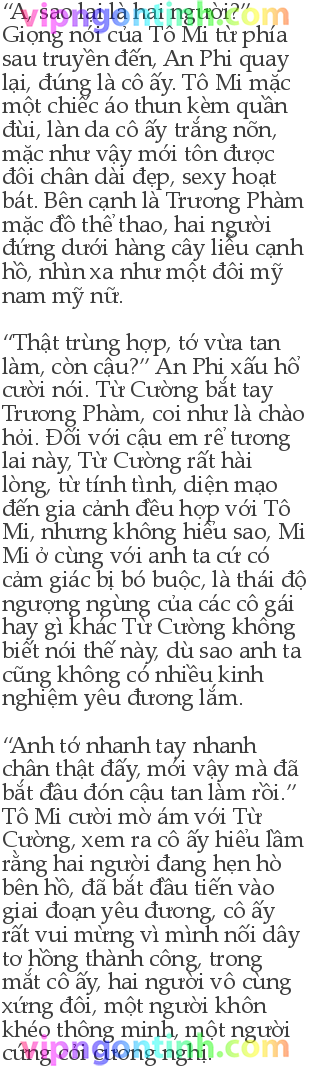 “A, sao lại là hai người?”
Giọng nói của Tô Mi từ phía
sau truyền đến, An Phi quay
lại, đúng là cô ấy. Tô Mi mặc
một chiếc áo thun kèm quần
đùi, làn da cô ấy trắng nõn,
mặc như vậy mới tôn được
đôi chân dài đẹp, sexy hoạt
bát. Bên cạnh là Trương Phàm
mặc đồ thể thao, hai người
đứng dưới hàng cây liễu cạnh
hồ, nhìn xa như một đôi mỹ
nam mỹ nữ.
“Thật trùng hợp, tớ vừa tan
làm, còn cậu?” An Phi xấu hổ
cười nói. Từ Cường bắt tay
Trương Phàm, coi như là chào
hỏi. Đối với cậu em rể tương
lai này, Từ Cường rất hài
lòng, từ tính tình, diện mạo
đến gia cảnh đều hợp với Tô
Mi, nhưng không hiểu sao, Mi
Mi ở cùng với anh ta cứ có
cảm giác bị bó buộc, là thái độ
ngượng ngùng của các cô gái
hay gì khác Từ Cường không
biết nói thế này, dù sao anh ta
cũng không có nhiều kinh
nghiệm yêu đương lắm.
“Anh tớ nhanh tay nhanh
chân thật đấy, mới vậy mà đã
bắt đầu đón cậu tan làm rồi.”
Tô Mi cười mờ ám với Từ
Cường, xem ra cô ấy hiểu lầm
rằng hai người đang hẹn hò
bên hồ, đã bắt đầu tiến vào
giai đoạn yêu đương, cô ấy
rất vui mừng vì mình nối dây
tơ hồng thành công, trong
mắt cô ấy, hai người vô cùng
xứng đôi, một người khôn
khéo thông minh, một người
cứng cỏi cương nghị.
vipngontinh.com
vipngontinh.com